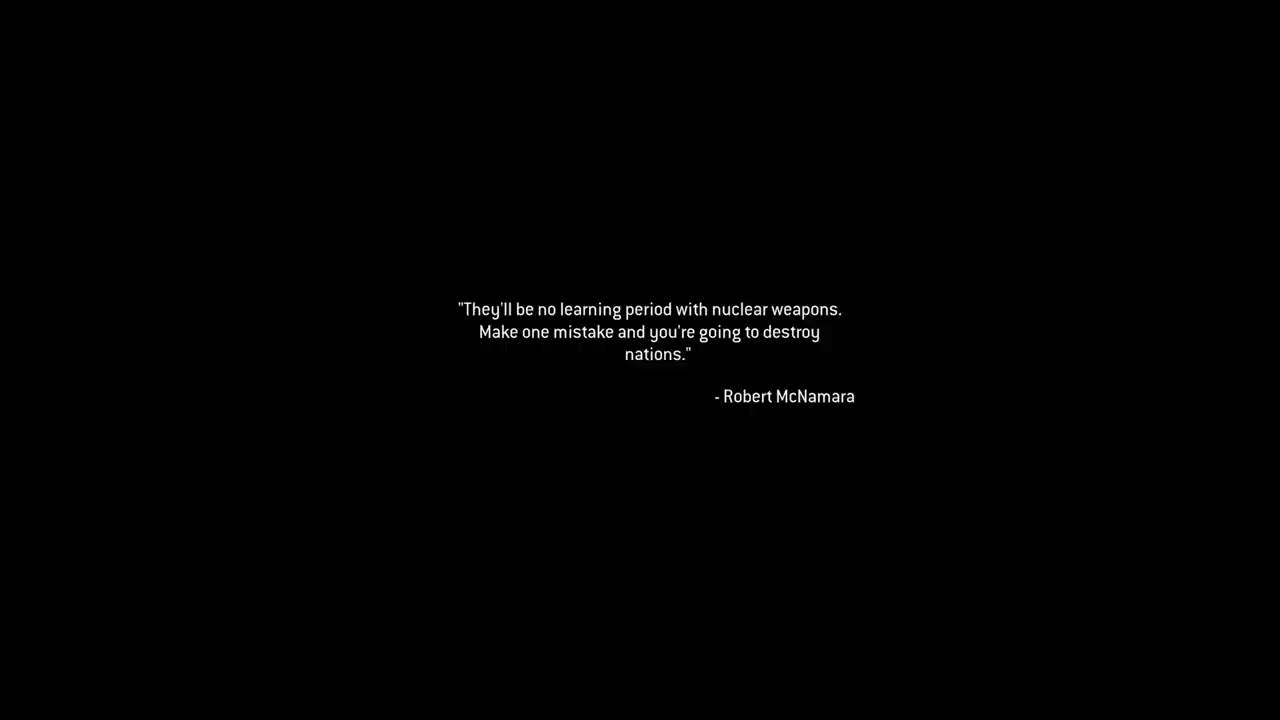 "They'll be no learning period with nuclear weapons.
Make one mistake and you're going to destroy
nations."
- Robert McNamara